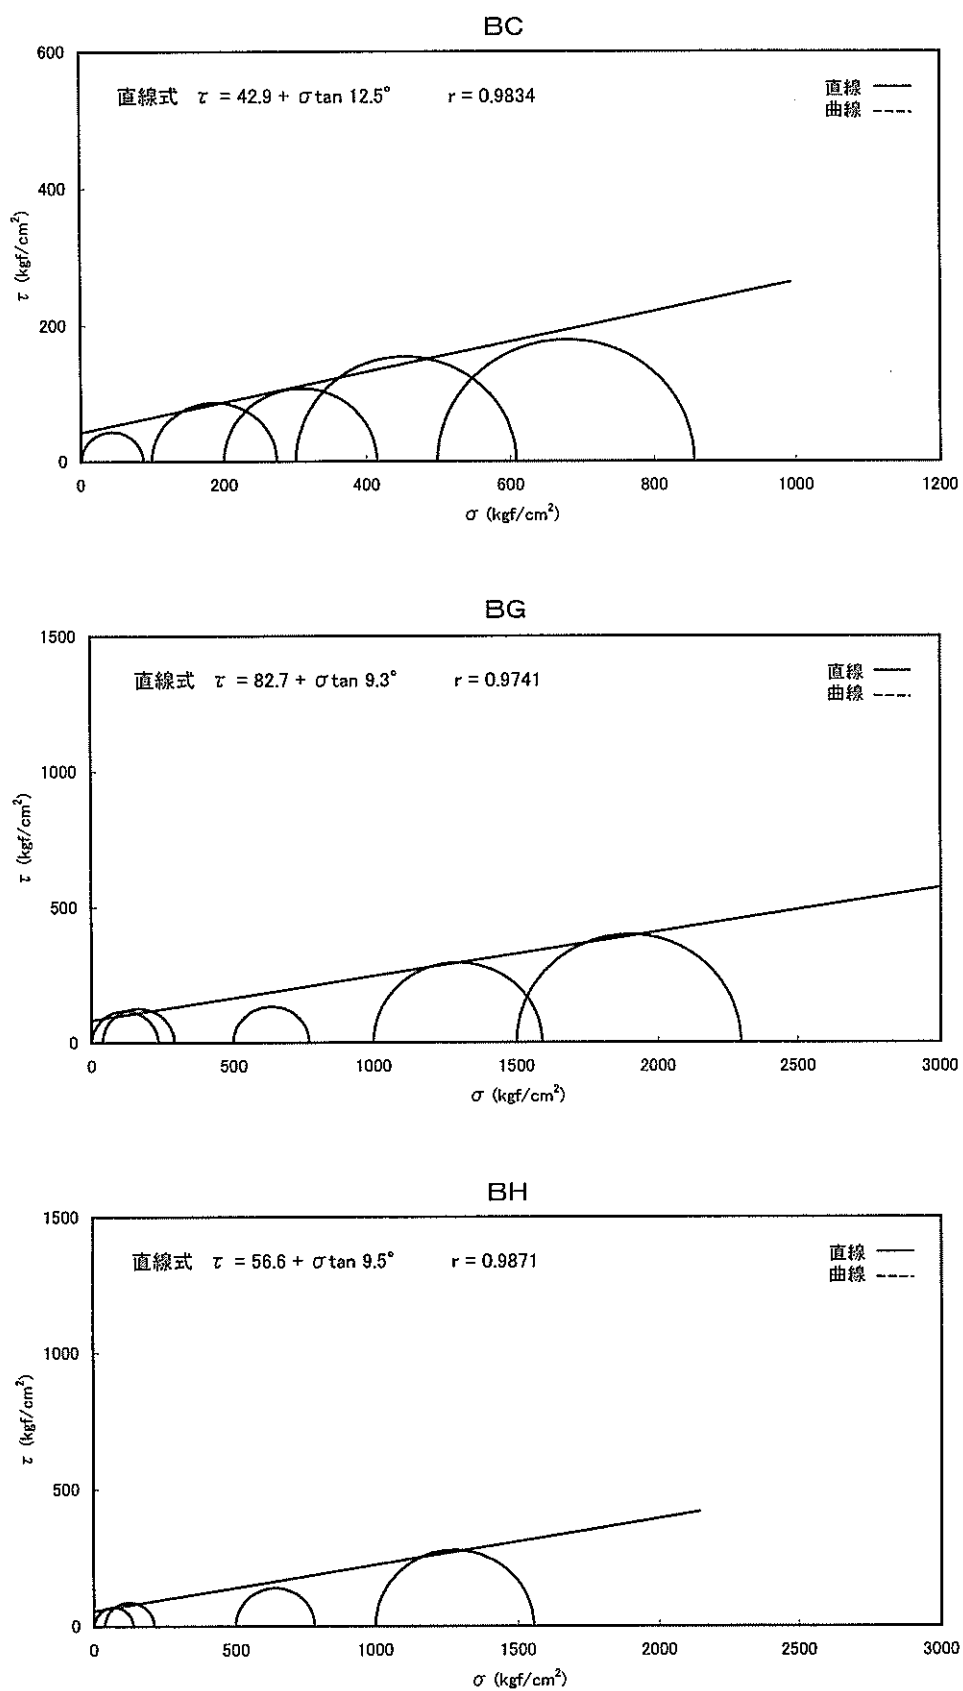 BC
600
直線式 τ = 42.9 + σtan 12.5° r = 0.9834
直線
曲線
400
200
0
τ (kgf/cm²)
0 200 400 600 800 1000 1200
σ (kgf/cm²)
BG
1500
直線式 τ = 82.7 + σtan 9.3° r = 0.9741
直線
曲線
1000
500
0
τ (kgf/cm²)
0 500 1000 1500 2000 2500 3000
σ (kgf/cm²)
BH
1500
直線式 τ = 56.6 + σtan 9.5° r = 0.9871
直線
曲線
1000
500
0
τ (kgf/cm²)
0 500 1000 1500 2000 2500 3000
σ (kgf/cm²)